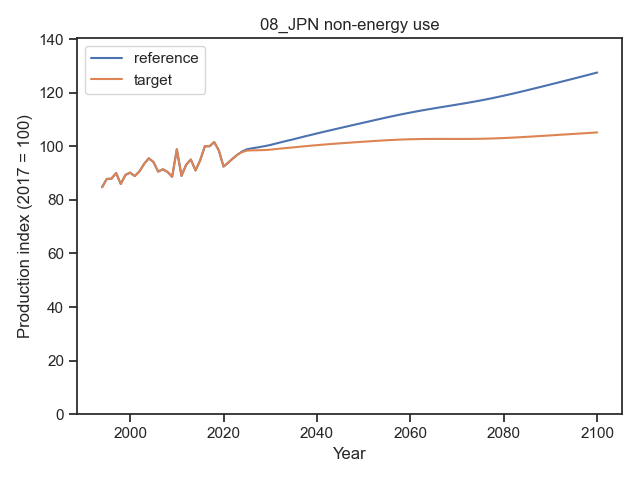 08_JPN non-energy use
reference
target
Production index (2017 = 100)
140
120
100
80
60
40
20
0
2000 2020 2040 2060 2080 2100
Year